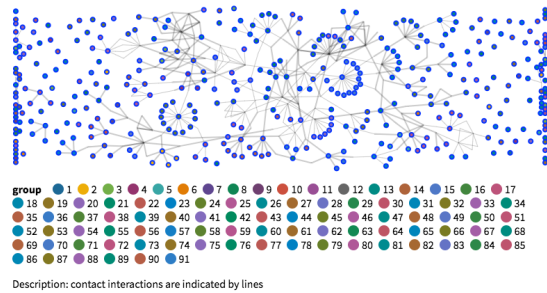 group 1 2 3 4 5 6 7 8 9 10 11 12 13 14 15 16 17
18 19 20 21 22 23 24 25 26 27 28 29 30 31 32 33 34
35 36 37 38 39 40 41 42 43 44 45 46 47 48 49 50 51
52 53 54 55 56 57 58 59 60 61 62 63 64 65 66 67 68
69 70 71 72 73 74 75 76 77 78 79 80 81 82 83 84 85
86 87 88 89 90 91
Description: contact interactions are indicated by lines